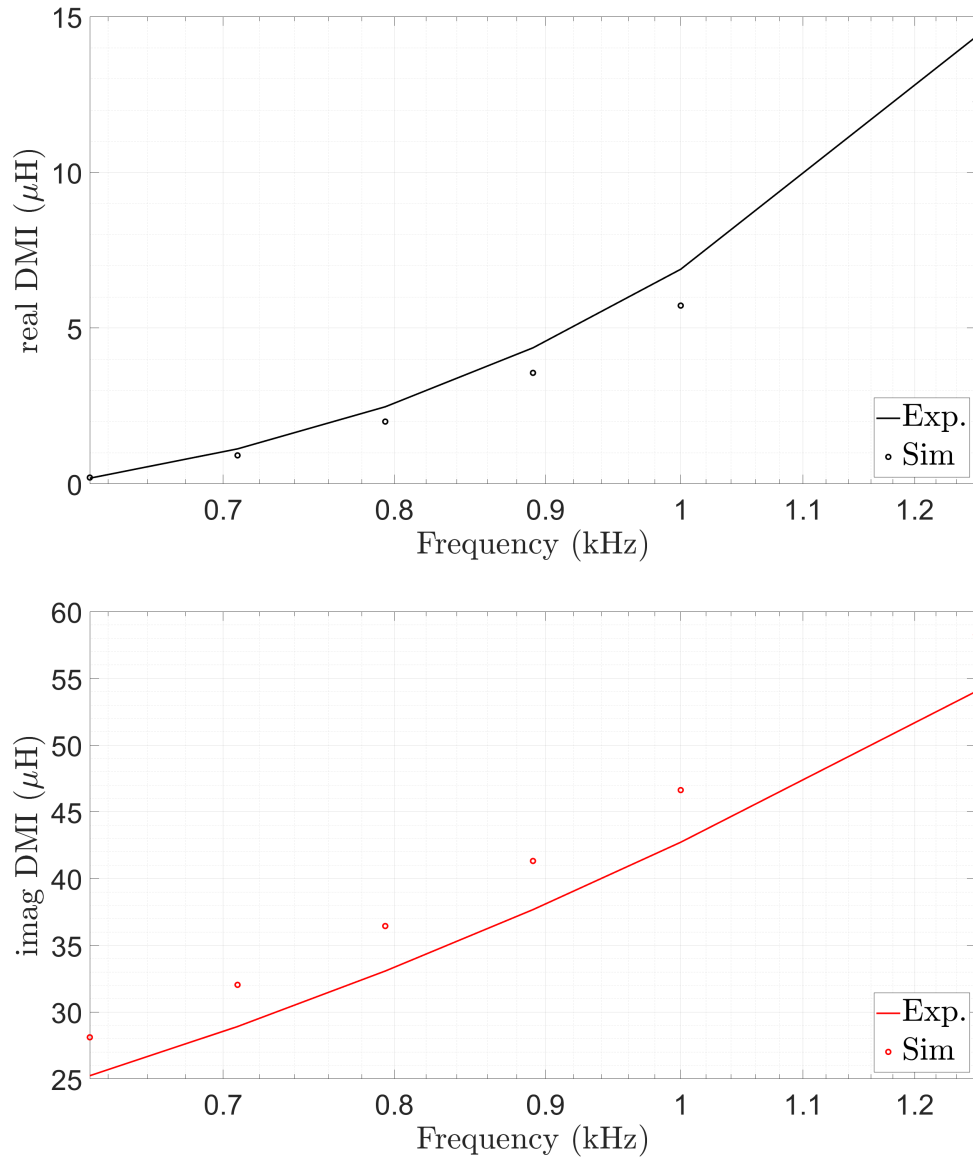 15
10
5
0
real DMI (μH)
Exp.
Sim
0.7 0.8 0.9 1 1.1 1.2
Frequency (kHz)
60
55
50
45
40
35
30
25
imag DMI (μH)
Exp.
Sim
0.7 0.8 0.9 1 1.1 1.2
Frequency (kHz)